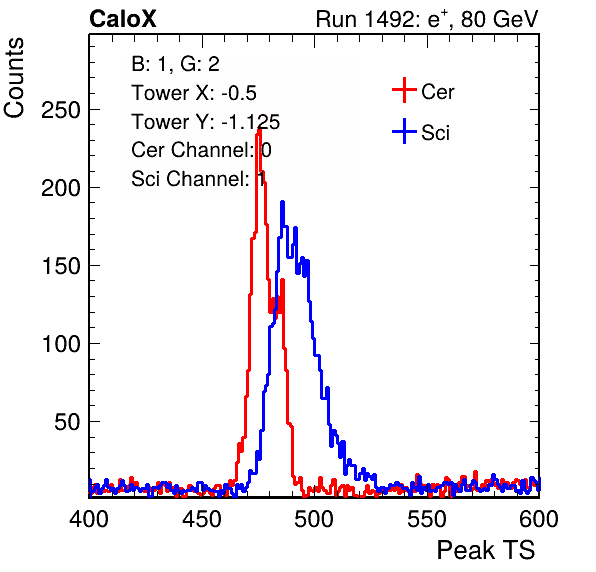 CaloX Run 1492: e⁺, 80 GeV
Counts
B: 1, G: 2
Tower X: -0.5
Tower Y: -1.125
Cer Channel: 0
Sci Channel: 1
Cer
Sci
250
200
150
100
50
400 450 500 550 600
Peak TS